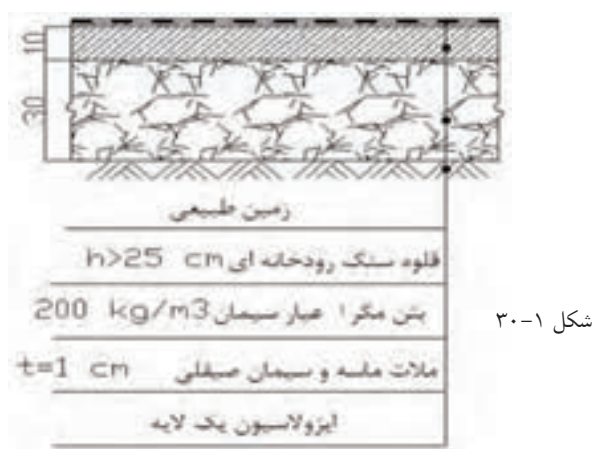 10
30
زمین طبیعی
قلوه سنگ رودخانه ای h>25 cm
بتن مگر ا عیار سیمان 200 kg/m3
ملات ماسه و سیمان صیقلی t=1 cm
ایزولاسیون یک لایه
شکل ۱-۳۰